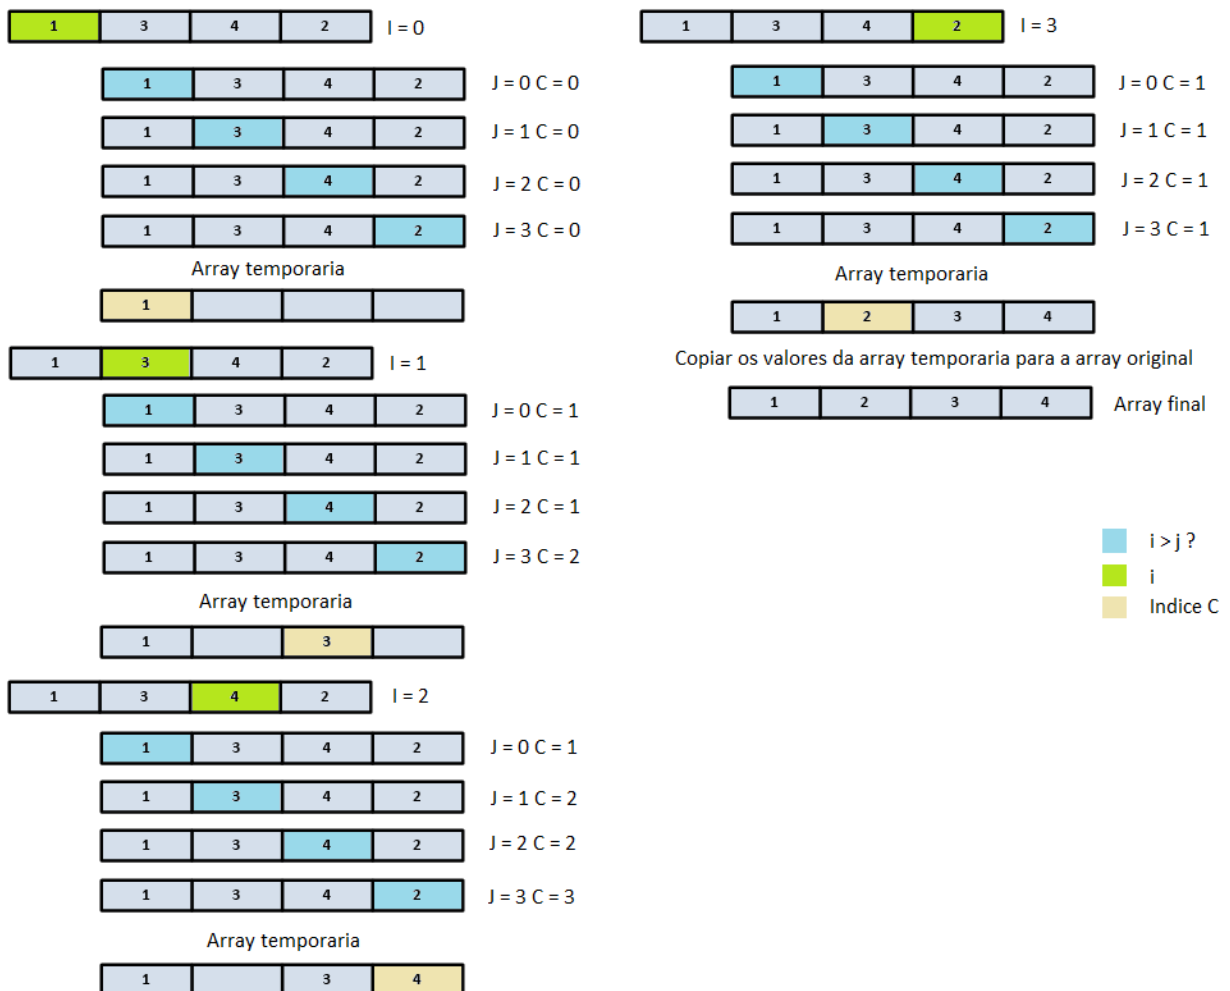 1 3 4 2 I = 0
1 3 4 2 J = 0 C = 0
1 3 4 2 J = 1 C = 0
1 3 4 2 J = 2 C = 0
1 3 4 2 J = 3 C = 0
Array temporaria
1
1 3 4 2 I = 1
1 3 4 2 J = 0 C = 1
1 3 4 2 J = 1 C = 1
1 3 4 2 J = 2 C = 1
1 3 4 2 J = 3 C = 2
Array temporaria
1 3
1 3 4 2 I = 2
1 3 4 2 J = 0 C = 1
1 3 4 2 J = 1 C = 2
1 3 4 2 J = 2 C = 2
1 3 4 2 J = 3 C = 3
Array temporaria
1 3 4
1 3 4 2 I = 3
1 3 4 2 J = 0 C = 1
1 3 4 2 J = 1 C = 1
1 3 4 2 J = 2 C = 1
1 3 4 2 J = 3 C = 1
Array temporaria
1 2 3 4
Copiar os valores da array temporaria para a array original
1 2 3 4 Array final
i > j ?
i
Indice C